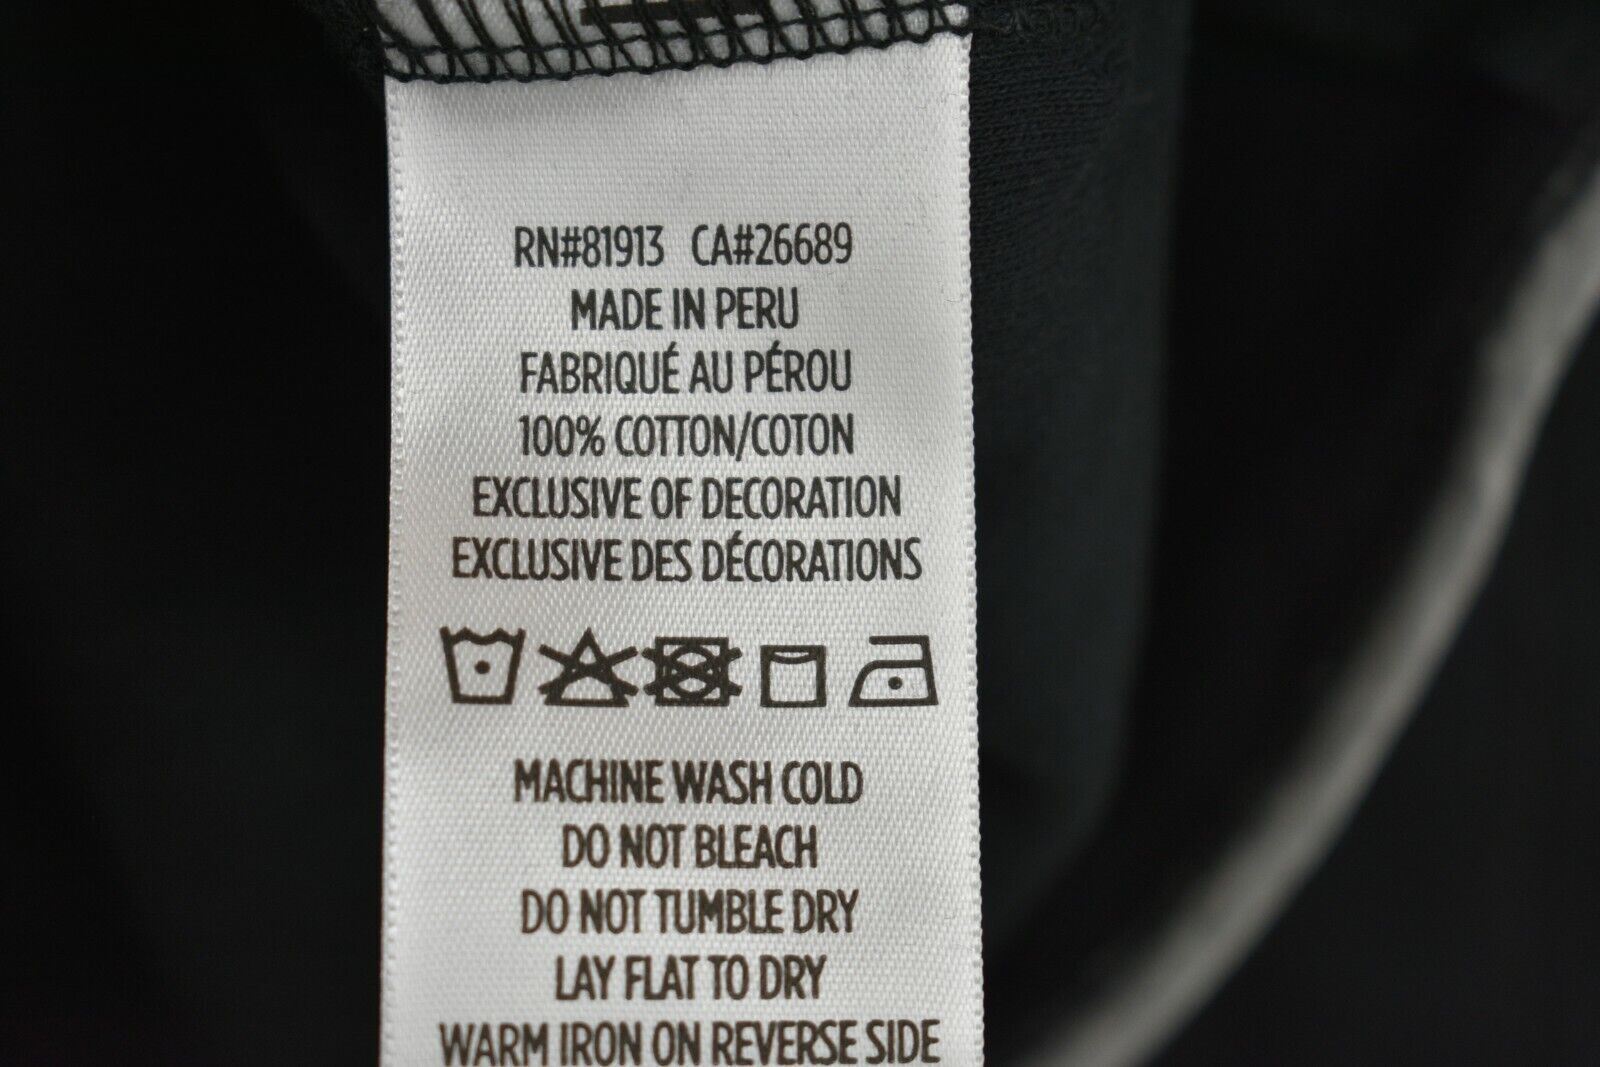 RN#81913 CA#26689
MADE IN PERU
FABRIQUÉ AU PÉROU
100% COTTON/COTON
EXCLUSIVE OF DECORATION
EXCLUSIVE DES DÉCORATIONS
MACHINE WASH COLD
DO NOT BLEACH
DO NOT TUMBLE DRY
LAY FLAT TO DRY
WARM IRON ON REVERSE SIDE